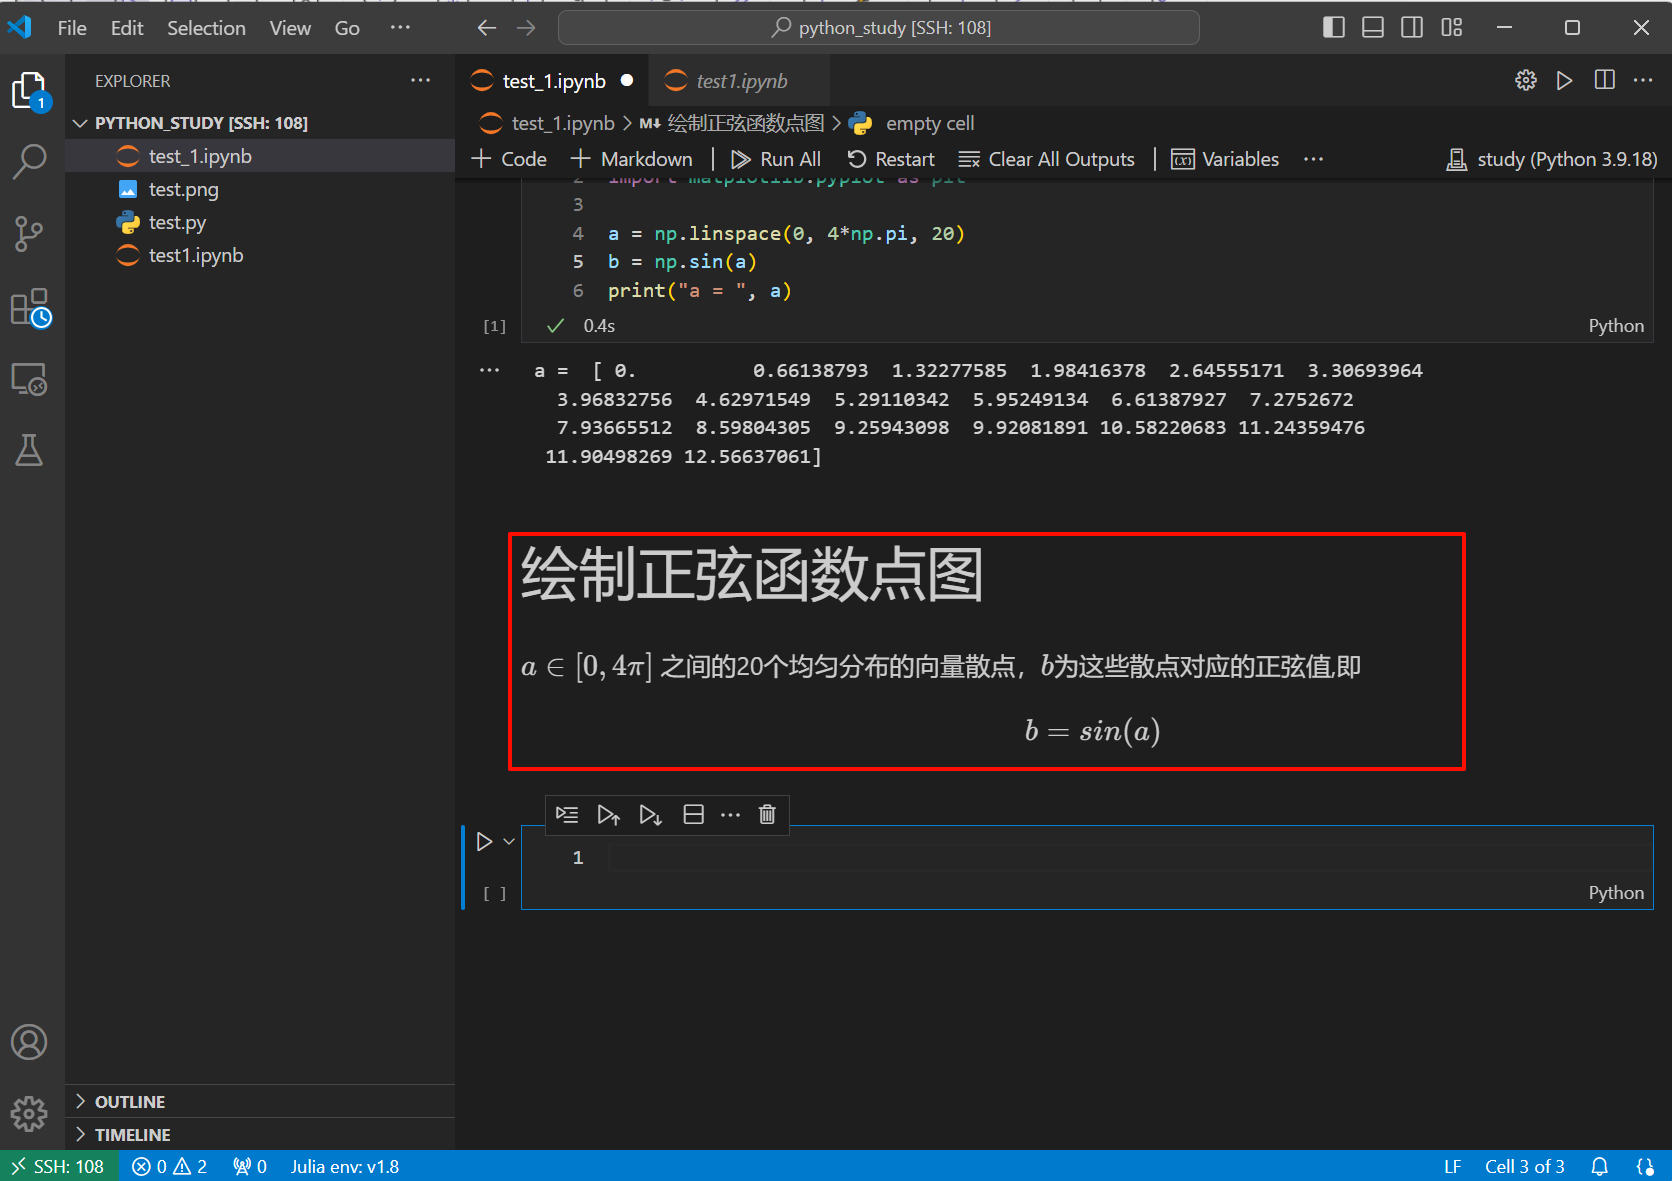 File Edit Selection View Go ··· python_study [SSH: 108]
EXPLORER ···
PYTHON_STUDY [SSH: 108]
test_1.ipynb
test.png
test.py
test1.ipynb
test_1.ipynb ● test1.ipynb
test_1.ipynb > M↓ 绘制正弦函数点图 > empty cell
+ Code + Markdown | Run All Restart Clear All Outputs | Variables ··· study (Python 3.9.18)
2 import matplotlib.pyplot as plt
3
4 a = np.linspace(0, 4*np.pi, 20)
5 b = np.sin(a)
6 print("a = ", a)
[1] ✓ 0.4s Python
a =  [ 0.          0.66138793  1.32277585  1.98416378  2.64555171  3.30693964
3.96832756  4.62971549  5.29110342  5.95249134  6.61387927  7.2752672
7.93665512  8.59804305  9.25943098  9.92081891 10.58220683 11.24359476
11.90498269 12.56637061]
绘制正弦函数点图
a ∈ [0, 4π] 之间的20个均匀分布的向量散点，b为这些散点对应的正弦值,即
b = sin(a)
1
[ ] Python
OUTLINE
TIMELINE
SSH: 108 0 2 0 Julia env: v1.8 LF Cell 3 of 3
1